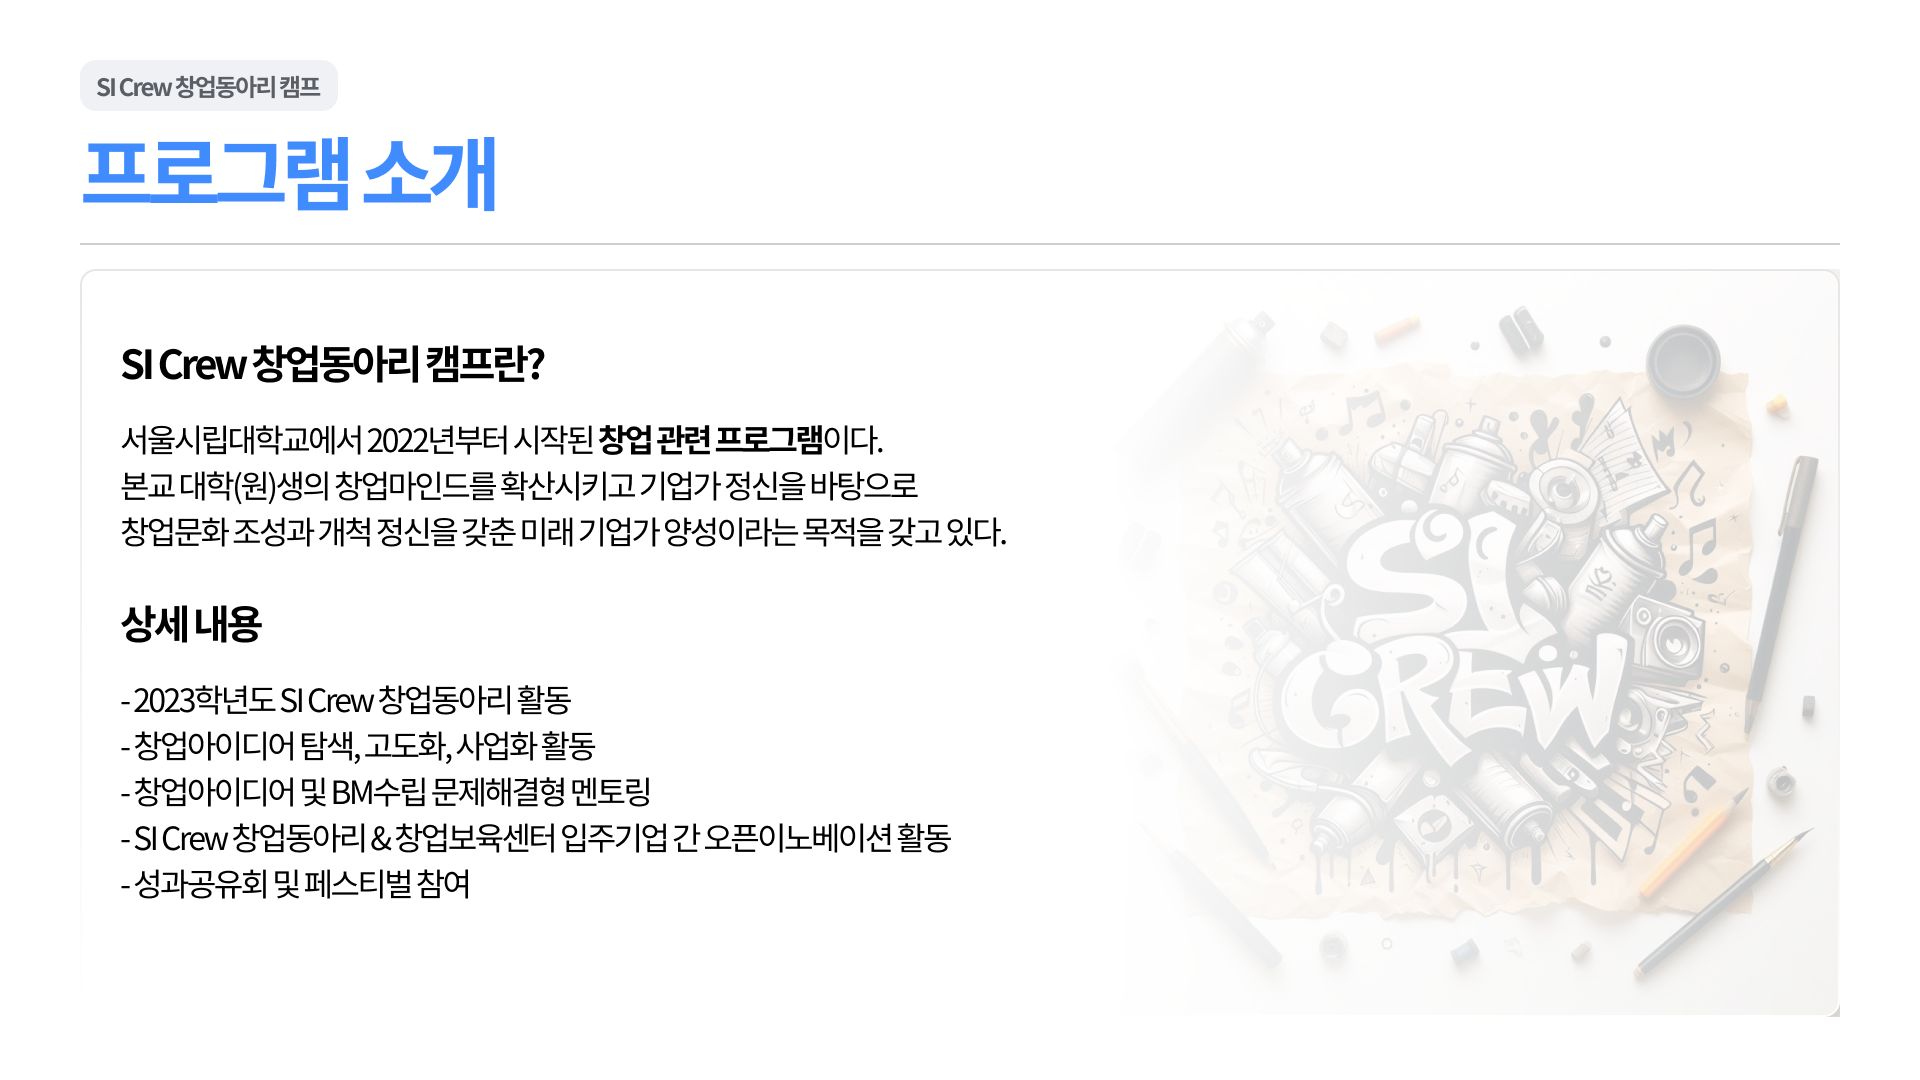 SI Crew 창업동아리 캠프
프로그램 소개
SI Crew 창업동아리 캠프란?
서울시립대학교에서 2022년부터 시작된 창업 관련 프로그램이다.
본교 대학(원)생의 창업마인드를 확산시키고 기업가 정신을 바탕으로
창업문화 조성과 개척 정신을 갖춘 미래 기업가 양성이라는 목적을 갖고 있다.
상세 내용
- 2023학년도 SI Crew 창업동아리 활동
- 창업아이디어 탐색, 고도화, 사업화 활동
- 창업아이디어 및 BM수립 문제해결형 멘토링
- SI Crew 창업동아리 & 창업보육센터 입주기업 간 오픈이노베이션 활동
- 성과공유회 및 페스티벌 참여
SI
CREW